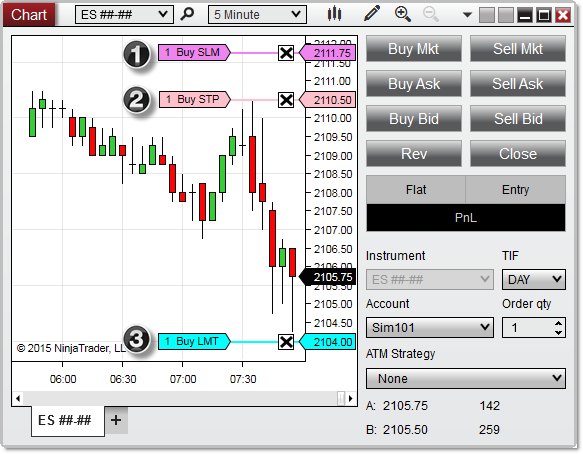 Chart ES ##-## 5 Minute
2112.00
1 1 Buy SLM 2111.75
2111.50
2111.00
2 1 Buy STP 2110.50
2110.00
2109.50
2109.00
2108.50
2108.00
2107.50
2107.00
2106.50
2106.00
2105.75
2105.00
2104.50
3 1 Buy LMT 2104.00
© 2015 NinjaTrader, LL
06:00 06:30 07:00 07:30
ES ##-## +
Buy Mkt Sell Mkt
Buy Ask Sell Ask
Buy Bid Sell Bid
Rev Close
Flat Entry
PnL
Instrument TIF
ES ##-## DAY
Account Order qty
Sim101 1
ATM Strategy
None
A: 2105.75 142
B: 2105.50 259